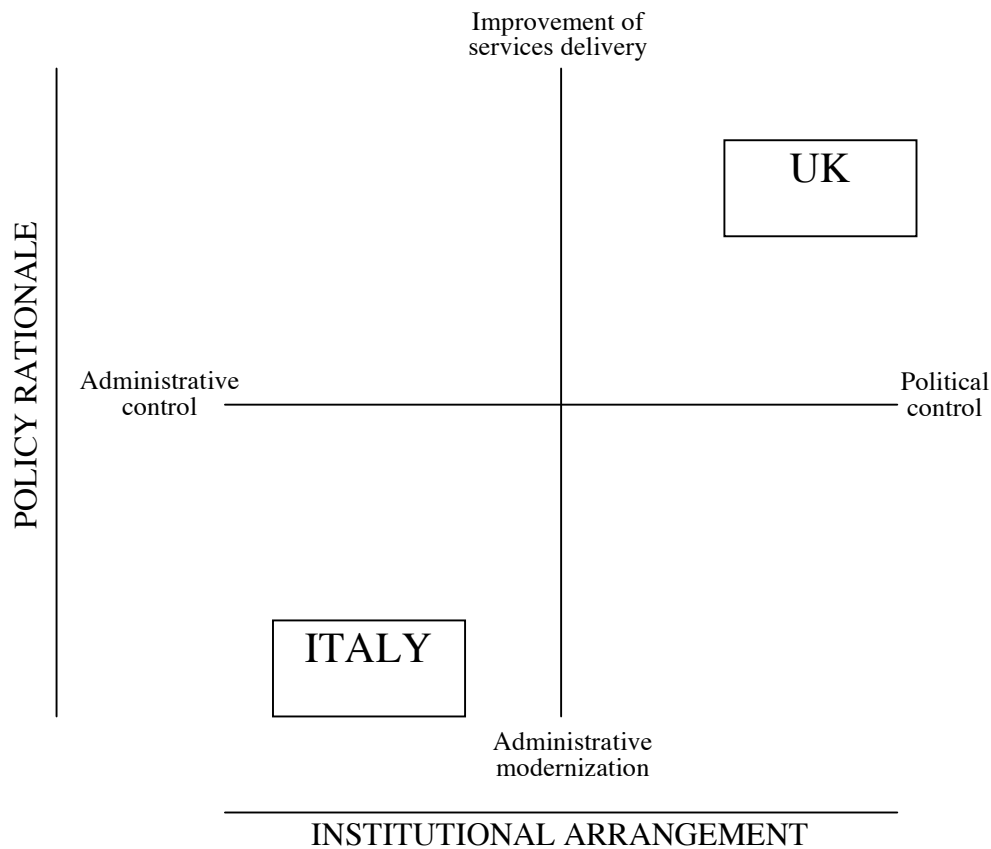 Improvement of
services delivery
UK
POLICY RATIONALE
Administrative
control
Political
control
ITALY
Administrative
modernization
INSTITUTIONAL ARRANGEMENT